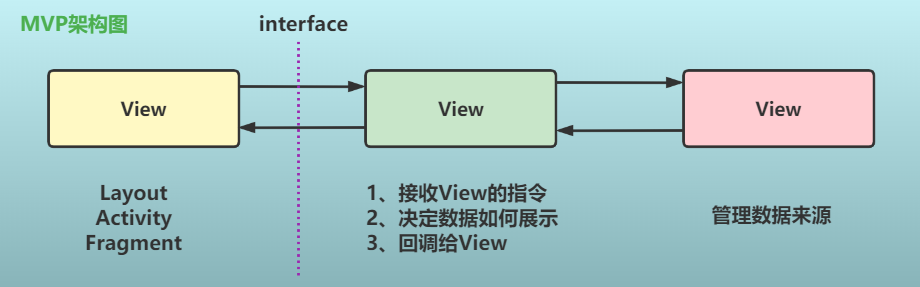 MVP架构图
interface
View
View
View
Layout
Activity
Fragment
1、接收View的指令
2、决定数据如何展示
3、回调给View
管理数据来源